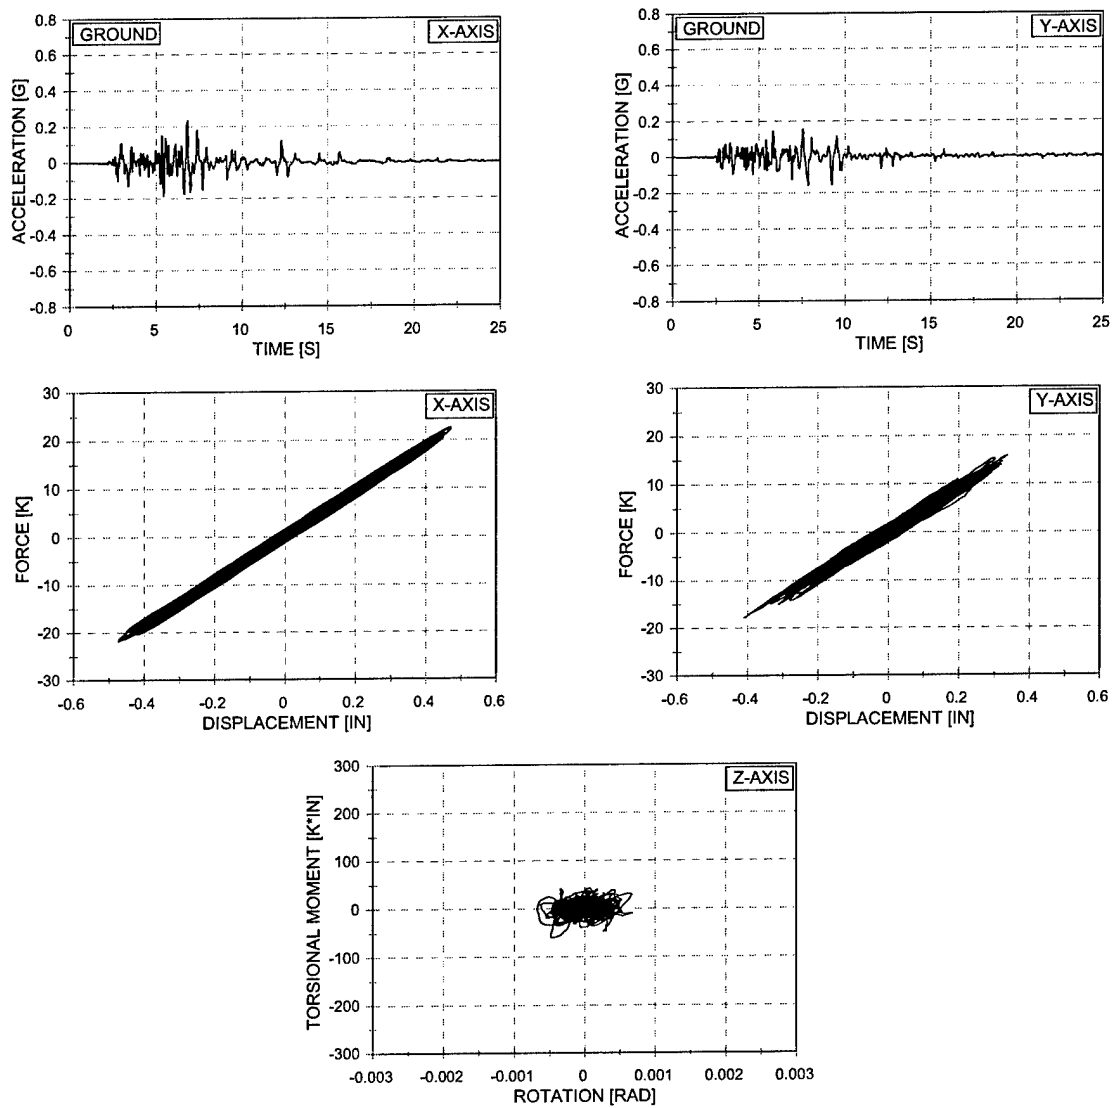 GROUND
X-AXIS
0.8
0.6
0.4
0.2
0
-0.2
-0.4
-0.6
-0.8
ACCELERATION [G]
0 5 10 15 20 25
TIME [S]
GROUND
Y-AXIS
0.8
0.6
0.4
0.2
0
-0.2
-0.4
-0.6
-0.8
ACCELERATION [G]
0 5 10 15 20 25
TIME [S]
X-AXIS
30
20
10
0
-10
-20
-30
FORCE [K]
-0.6 -0.4 -0.2 0 0.2 0.4 0.6
DISPLACEMENT [IN]
Y-AXIS
30
20
10
0
-10
-20
-30
FORCE [K]
-0.6 -0.4 -0.2 0 0.2 0.4 0.6
DISPLACEMENT [IN]
Z-AXIS
300
200
100
0
-100
-200
-300
TORSIONAL MOMENT [K*IN]
-0.003 -0.002 -0.001 0 0.001 0.002 0.003
ROTATION [RAD]